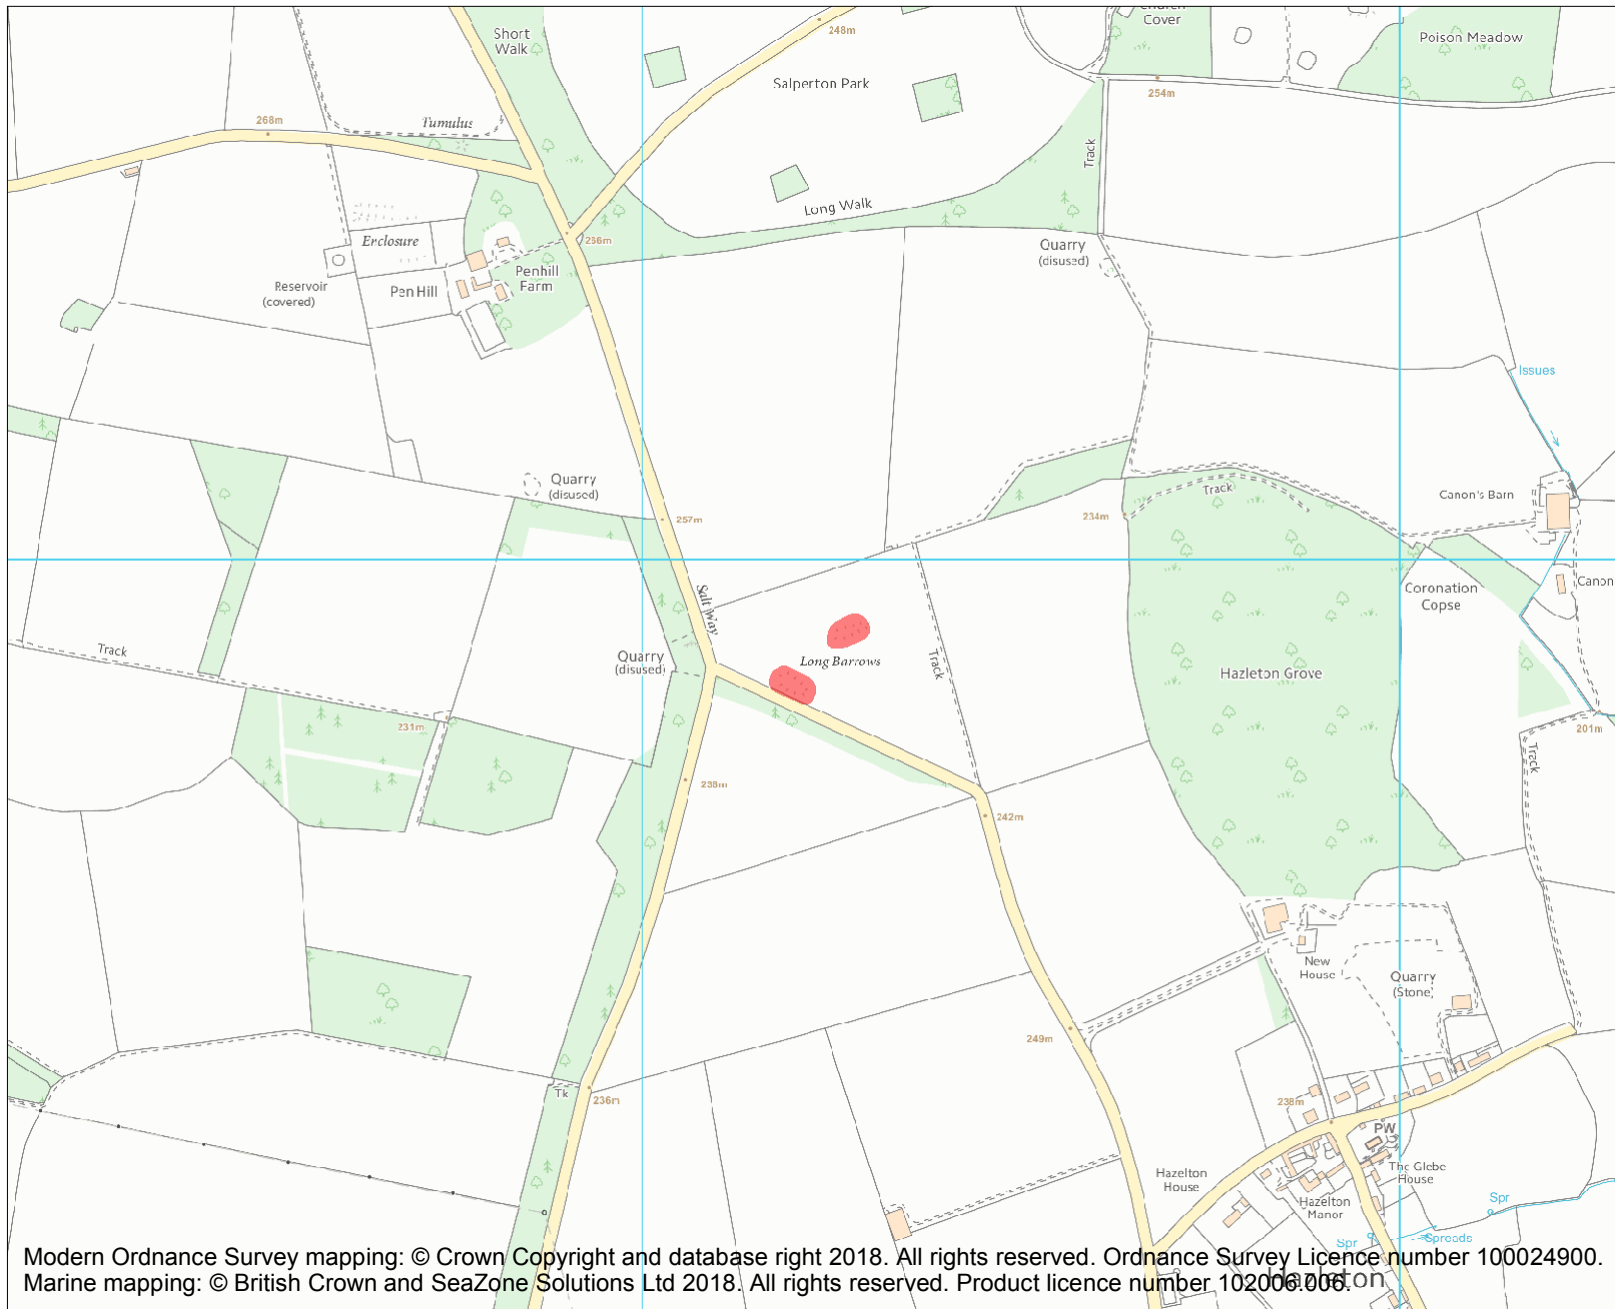 Short
Walk
248m
Church
Cover
Poison Meadow
Salperton Park
254m
268m
Tumulus
Track
Long Walk
Enclosure
266m
Quarry
(disused)
Penhill
Farm
Reservoir
(covered)
Pen Hill
Issues
Quarry
(disused)
Track
Canon's Barn
257m
234m
Salt Way
Coronation
Copse
Canon
Track
Quarry
(disused)
Long Barrows
Track
Hazleton Grove
231m
201m
Track
238m
242m
New
House
Quarry
(Stone)
249m
Tk
236m
238m
PW
Hazelton
House
The Glebe
House
Hazelton
Manor
Spr
Spr
Spreads
Hazleton
Modern Ordnance Survey mapping: © Crown Copyright and database right 2018. All rights reserved. Ordnance Survey Licence number 100024900.
Marine mapping: © British Crown and SeaZone Solutions Ltd 2018. All rights reserved. Product licence number 102006.006.